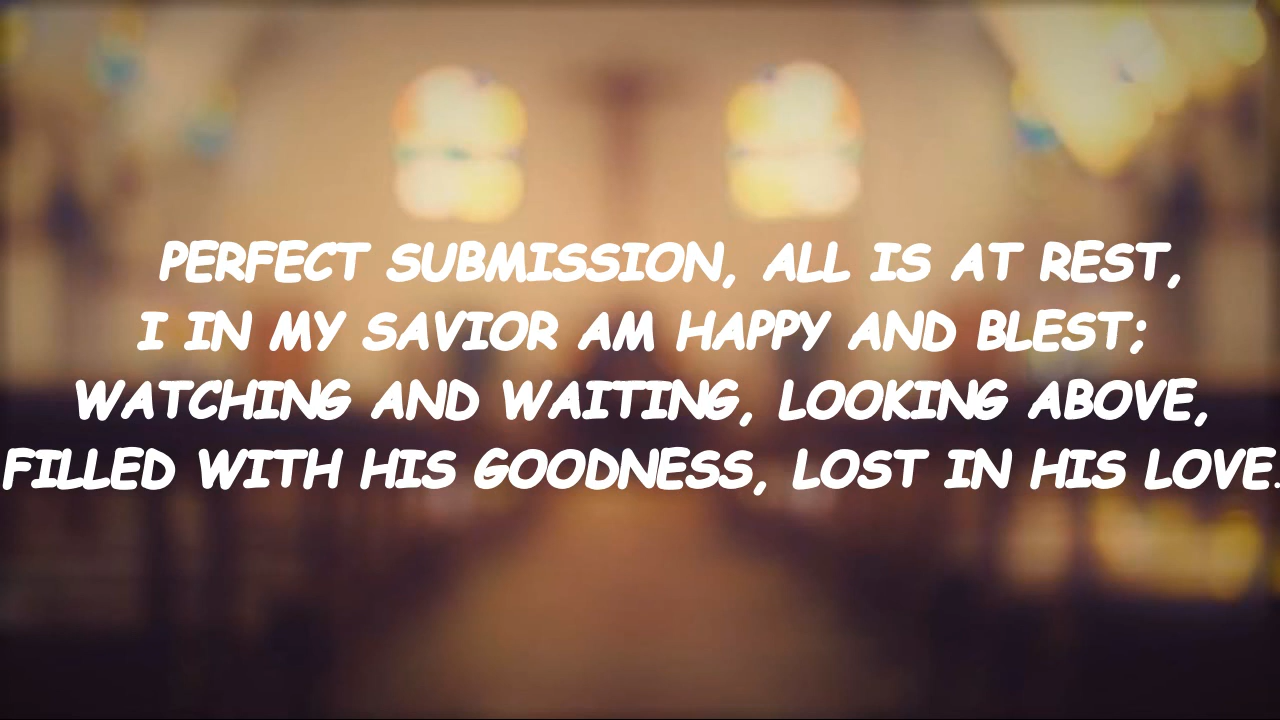 PERFECT SUBMISSION, ALL IS AT REST,
I IN MY SAVIOR AM HAPPY AND BLEST;
WATCHING AND WAITING, LOOKING ABOVE,
FILLED WITH HIS GOODNESS, LOST IN HIS LOVE.